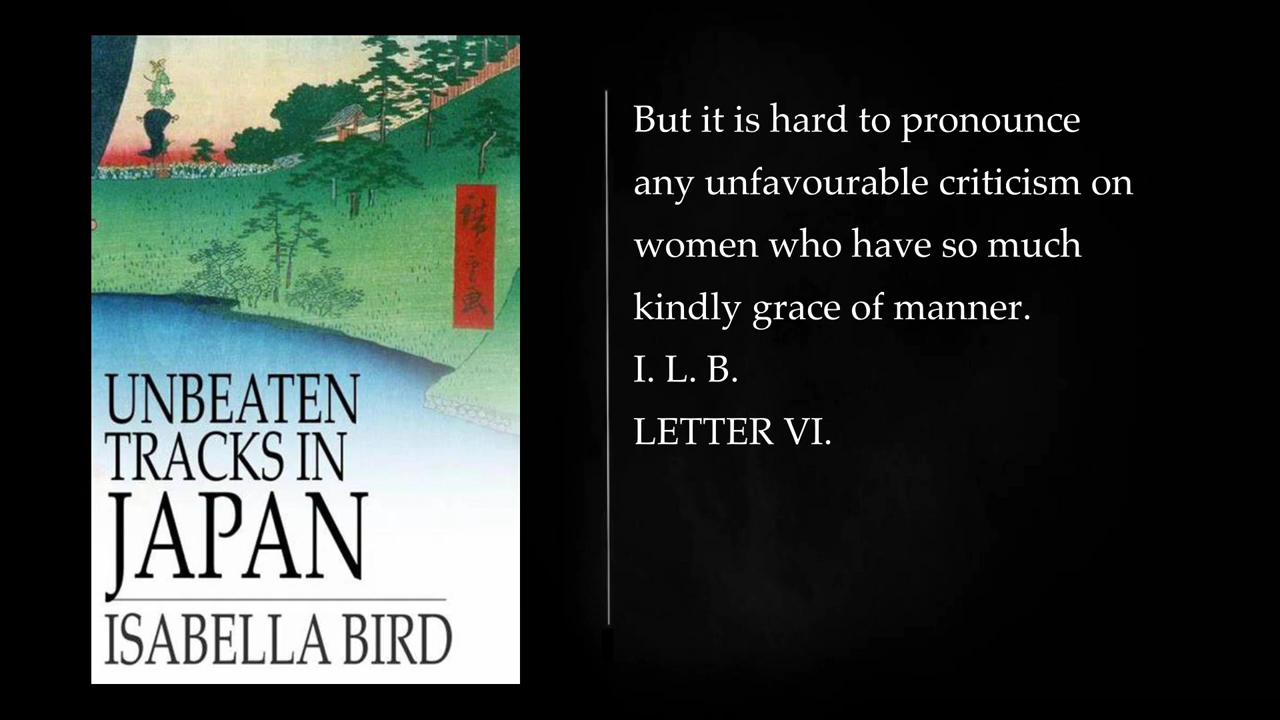 UNBEATEN
TRACKS IN
JAPAN
ISABELLA BIRD
But it is hard to pronounce
any unfavourable criticism on
women who have so much
kindly grace of manner.
I. L. B.
LETTER VI.